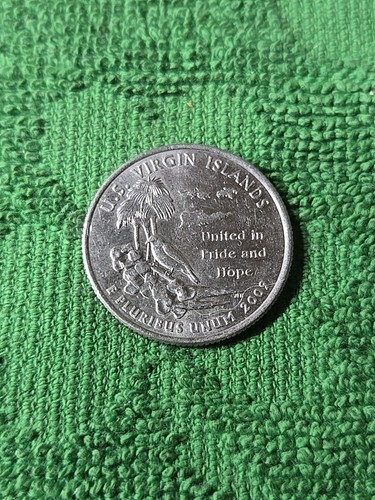 U.S. VIRGIN ISLANDS
United in
Pride and
Hope
E PLURIBUS UNUM 2009